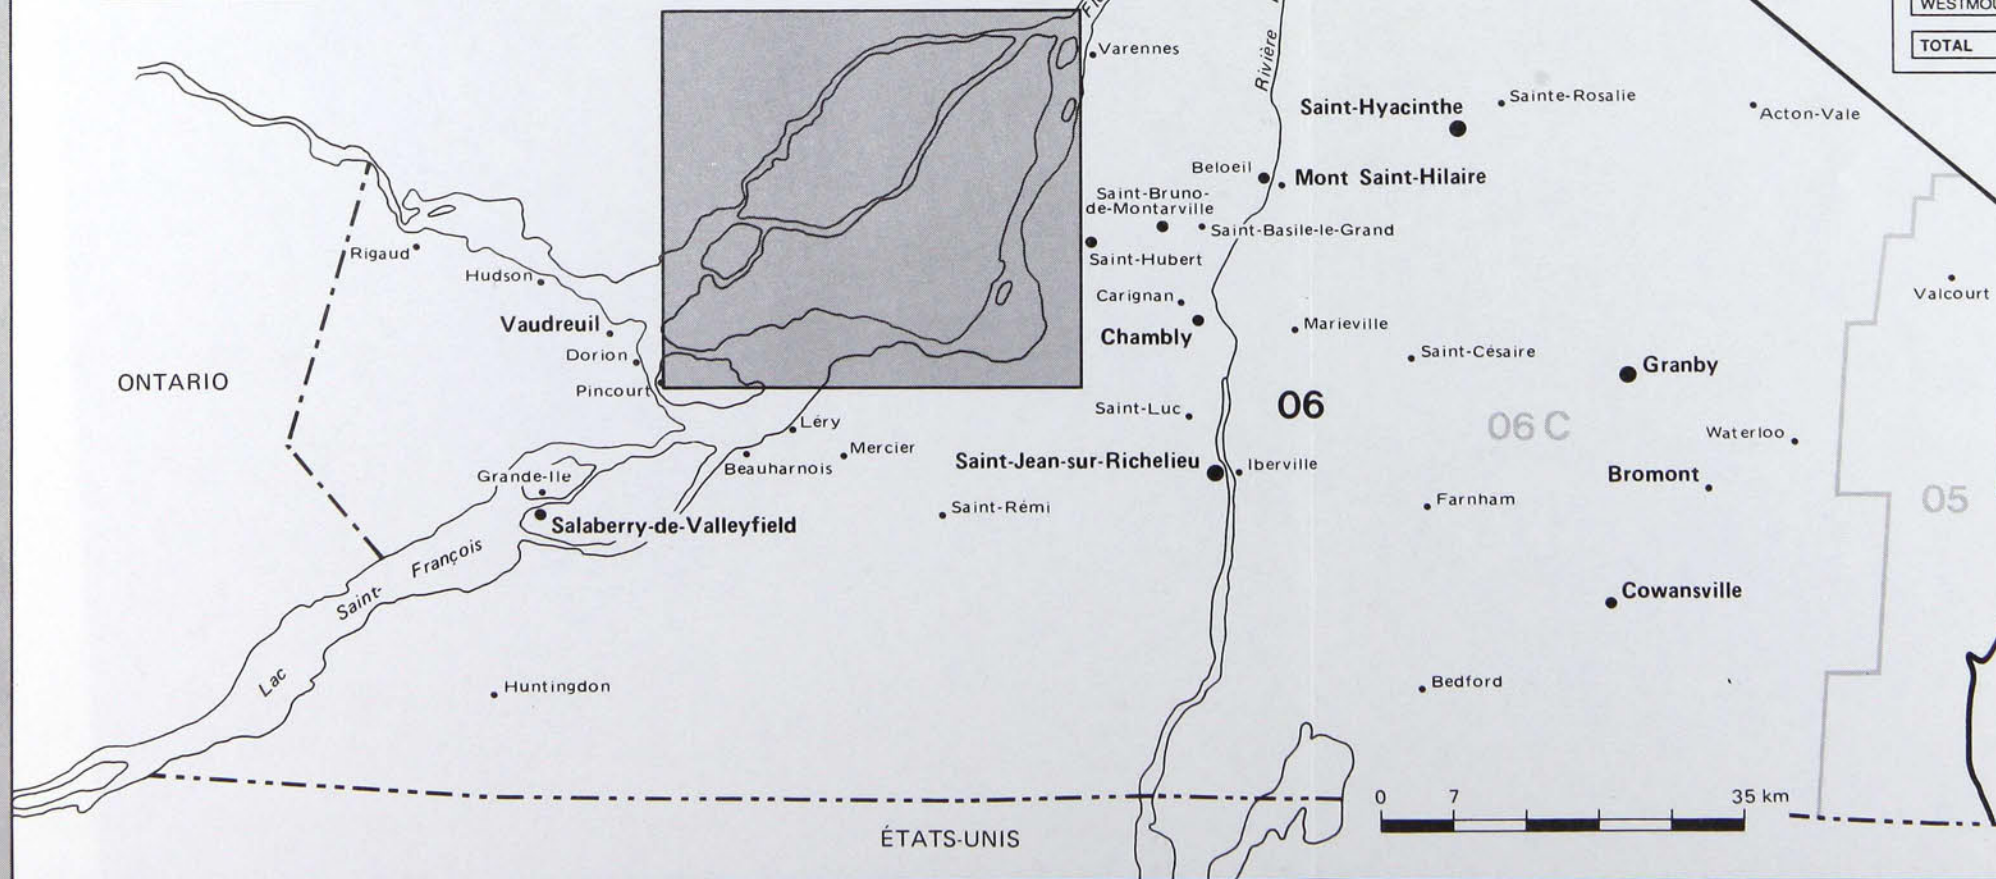 TOTAL
Varennes
Rivière
Saint-Hyacinthe
Sainte-Rosalie
Acton-Vale
Beloeil
Mont Saint-Hilaire
Saint-Bruno-
de-Montarville
Saint-Basile-le-Grand
Rigaud
Saint-Hubert
Hudson
Carignan
Valcourt
Vaudreuil
Chambly
Marieville
Dorion
Saint-Césaire
Granby
ONTARIO
Pincourt
Saint-Luc
06
06 C
Léry
Waterloo
Mercier
Beauharnois
Saint-Jean-sur-Richelieu
Iberville
Grande-Ile
Bromont
05
Farnham
Saint-Rémi
Salaberry-de-Valleyfield
Lac Saint-François
Cowansville
Huntingdon
Bedford
0 7 35 km
ÉTATS-UNIS